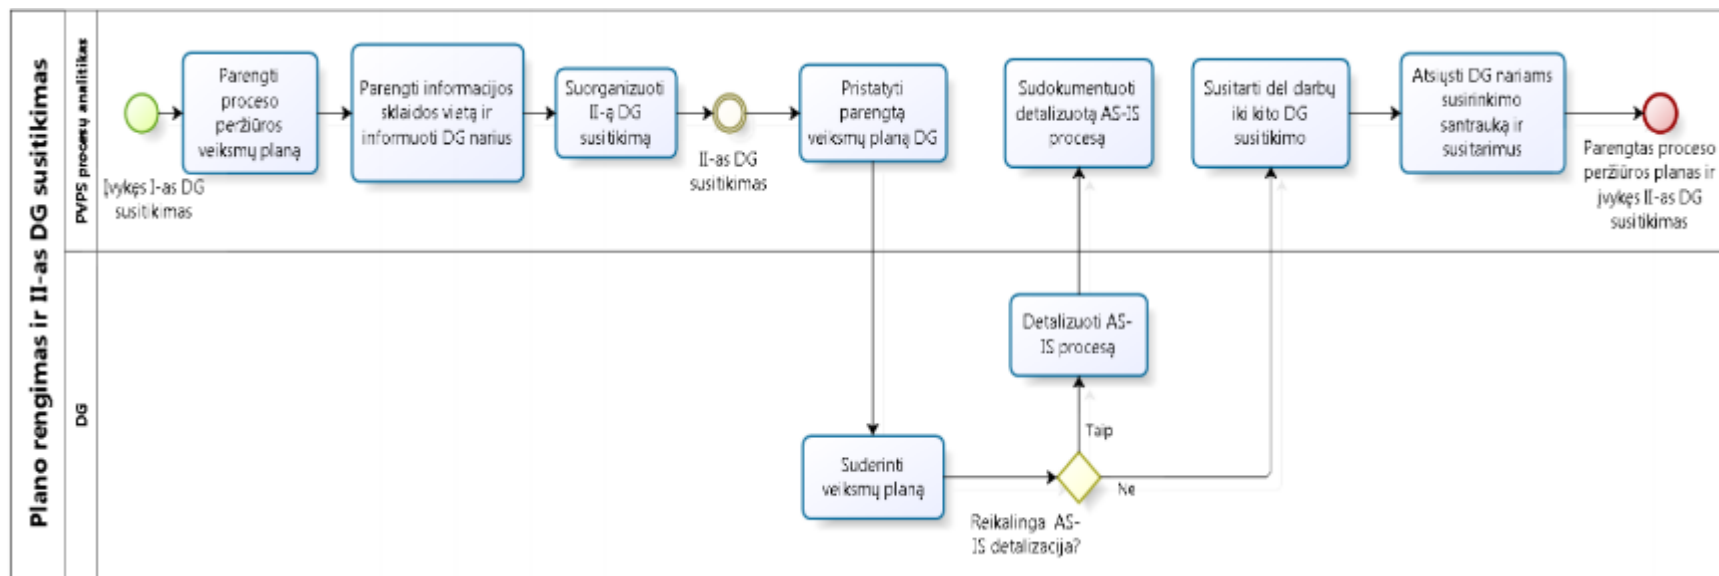 Plano rengimas ir II-as DG susitikimas
PVPS procesų analitikas
Įvykęs I-as DG
susitikimas
Parengti
proceso
peržiūros
veiksmų planą
Parengti informacijos
sklaidos vietą ir
informuoti DG narius
Suorganizuoti
II-ą DG
susitikimą
II-as DG
susitikimas
Pristatyti
parengtą
veiksmų planą DG
Sudokumentuoti
detalizuotą AS-IS
procesą
Susitarti dėl darbų
iki kito DG
susitikimo
Atsiųsti DG nariams
susirinkimo
santrauką ir
susitarimus
Parengtas proceso
peržiūros planas ir
įvykęs II-as DG
susitikimas
DG
Suderinti
veiksmų planą
Reikalinga AS-
IS detalizacija?
Taip
Ne
Detalizuoti AS-
IS procesą